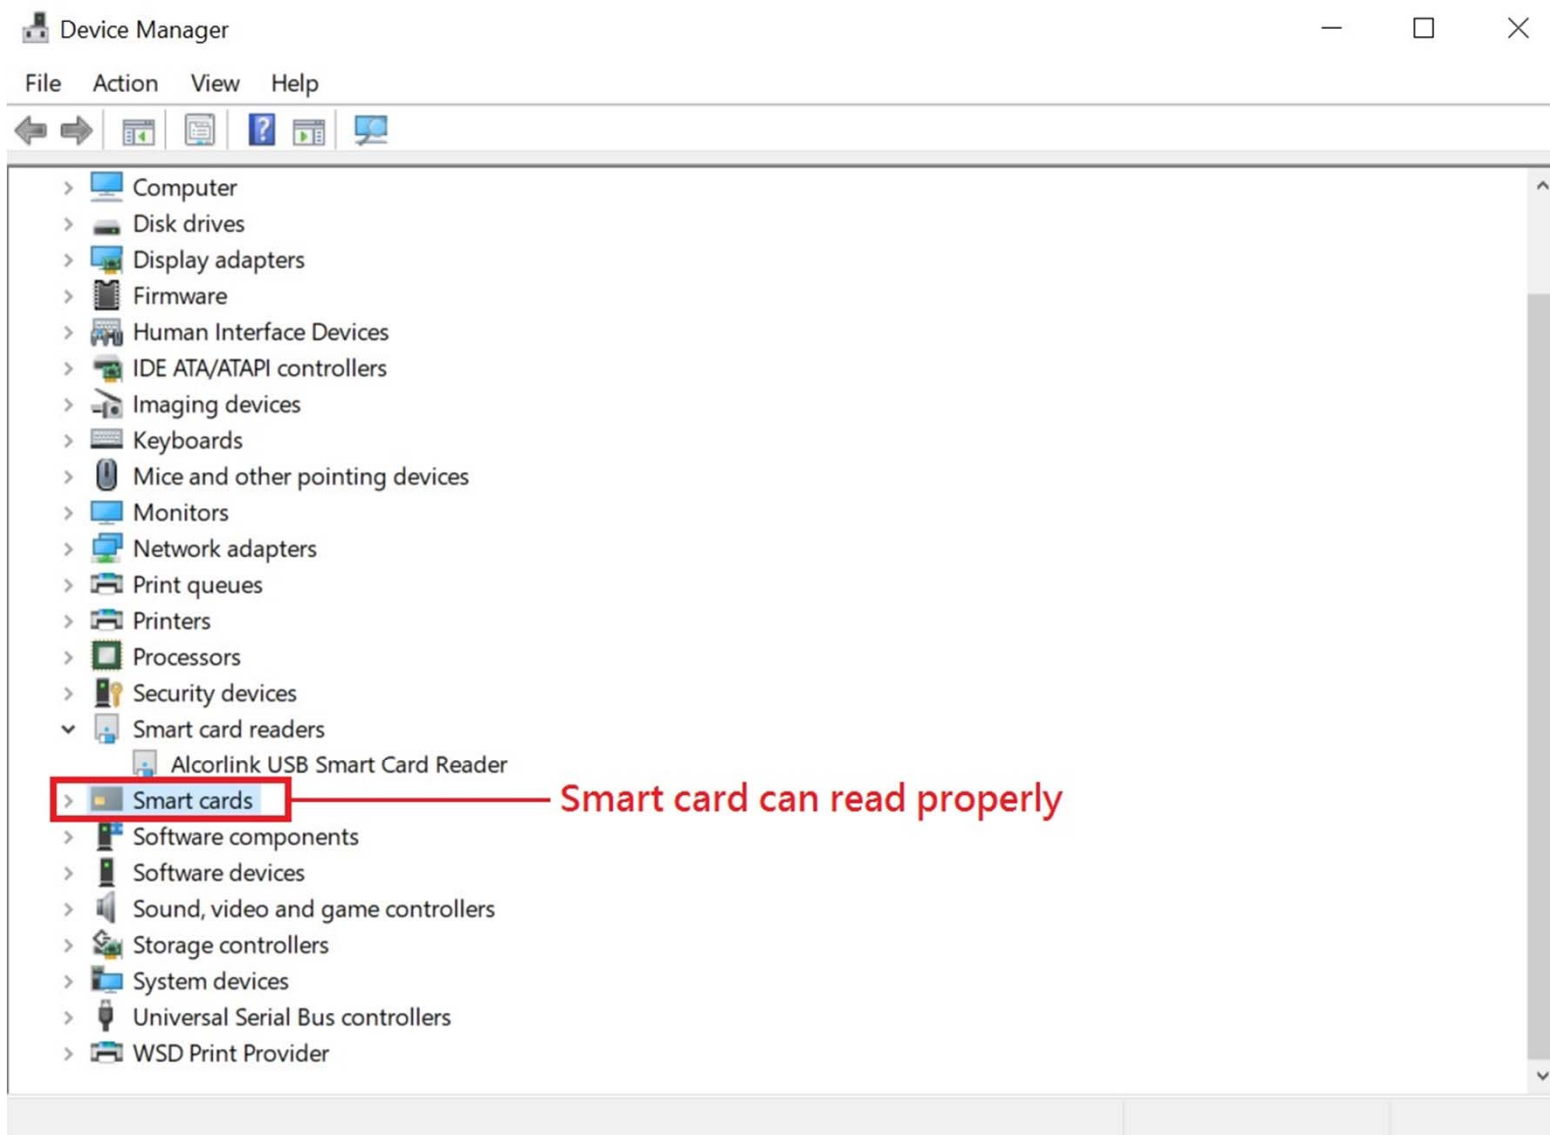 Device Manager
File Action View Help
Computer
Disk drives
Display adapters
Firmware
Human Interface Devices
IDE ATA/ATAPI controllers
Imaging devices
Keyboards
Mice and other pointing devices
Monitors
Network adapters
Print queues
Printers
Processors
Security devices
Smart card readers
Alcorlink USB Smart Card Reader
Smart cards Smart card can read properly
Software components
Software devices
Sound, video and game controllers
Storage controllers
System devices
Universal Serial Bus controllers
WSD Print Provider